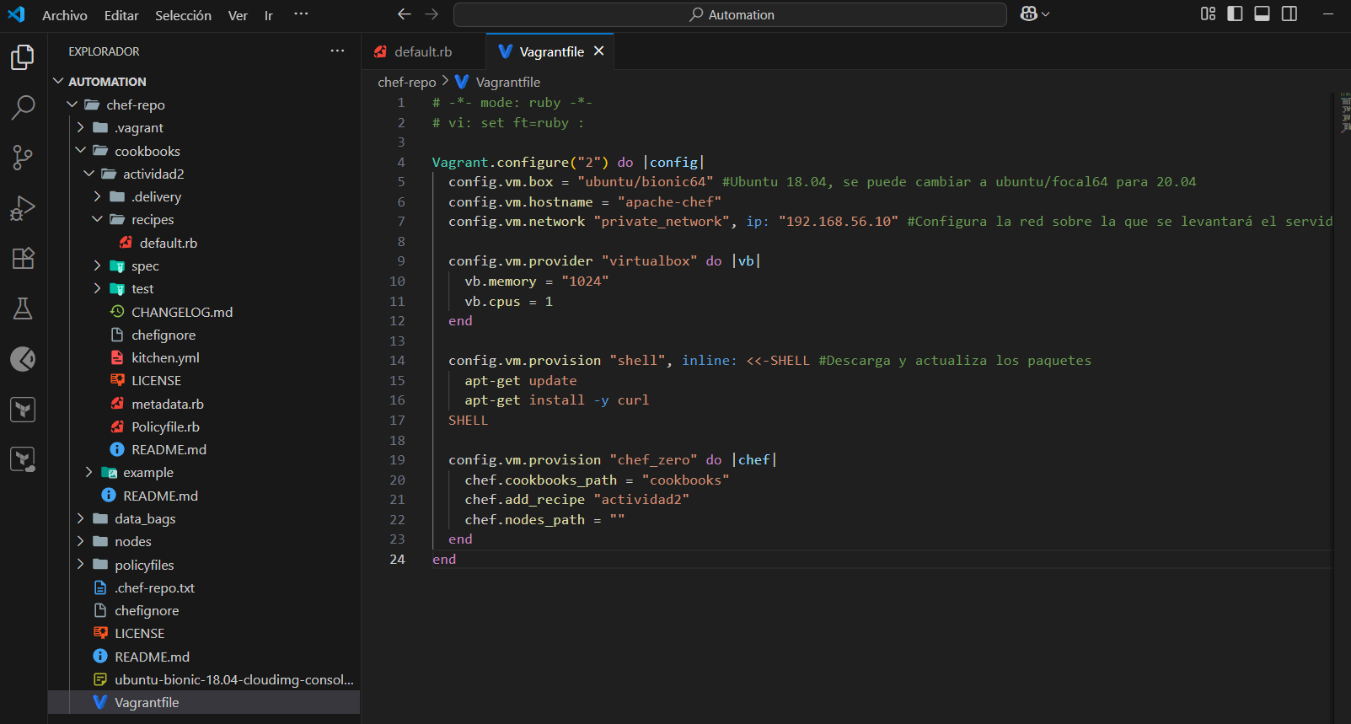 Archivo Editar Selección Ver Ir ···
Automation
EXPLORADOR ···
AUTOMATION
chef-repo
.vagrant
cookbooks
actividad2
.delivery
recipes
default.rb
spec
test
CHANGELOG.md
chefignore
kitchen.yml
LICENSE
metadata.rb
Policyfile.rb
README.md
example
README.md
data_bags
nodes
policyfiles
.chef-repo.txt
chefignore
LICENSE
README.md
ubuntu-bionic-18.04-cloudimg-consol...
Vagrantfile
default.rb
Vagrantfile
chef-repo > Vagrantfile
1 # -*- mode: ruby -*-
2 # vi: set ft=ruby :
3
4 Vagrant.configure("2") do |config|
5 config.vm.box = "ubuntu/bionic64" #Ubuntu 18.04, se puede cambiar a ubuntu/focal64 para 20.04
6 config.vm.hostname = "apache-chef"
7 config.vm.network "private_network", ip: "192.168.56.10" #Configura la red sobre la que se levantará el servid
8
9 config.vm.provider "virtualbox" do |vb|
10 vb.memory = "1024"
11 vb.cpus = 1
12 end
13
14 config.vm.provision "shell", inline: <<-SHELL #Descarga y actualiza los paquetes
15 apt-get update
16 apt-get install -y curl
17 SHELL
18
19 config.vm.provision "chef_zero" do |chef|
20 chef.cookbooks_path = "cookbooks"
21 chef.add_recipe "actividad2"
22 chef.nodes_path = ""
23 end
24 end